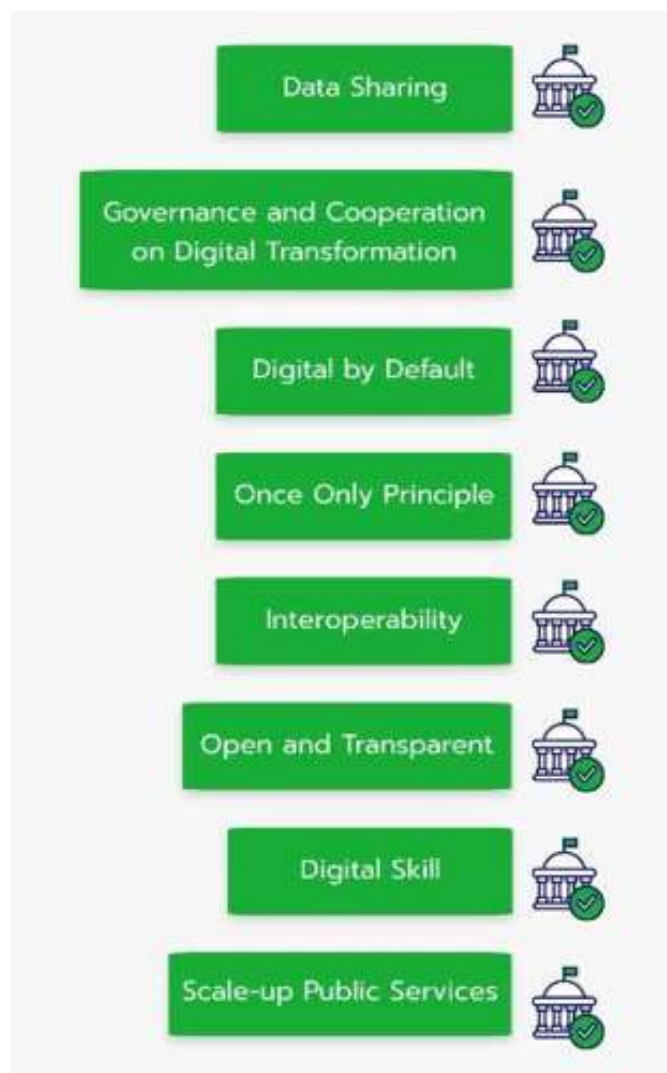 Data Sharing
Governance and Cooperation
on Digital Transformation
Digital by Default
Once Only Principle
Interoperability
Open and Transparent
Digital Skill
Scale-up Public Services